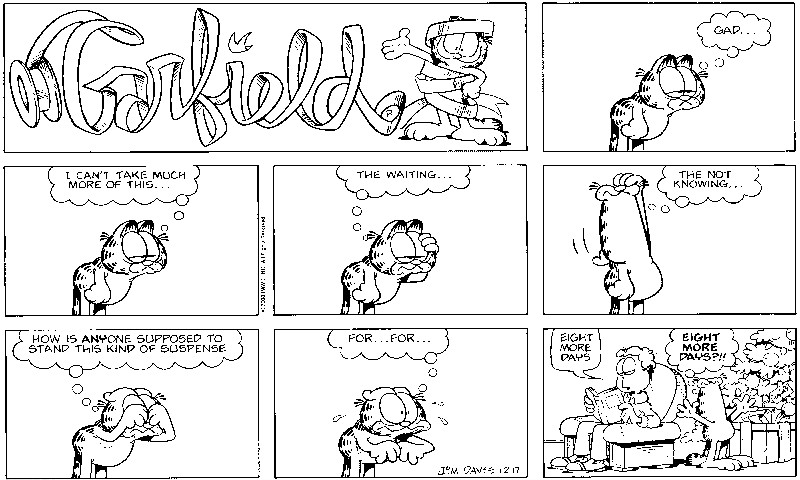 Garfield
GAD...
I CAN'T TAKE MUCH
MORE OF THIS...
THE WAITING...
THE NOT
KNOWING...
HOW IS ANYONE SUPPOSED TO
STAND THIS KIND OF SUSPENSE
FOR...FOR...
JIM DAVIS 12.17
EIGHT
MORE
DAYS
EIGHT
MORE
DAYS?!!